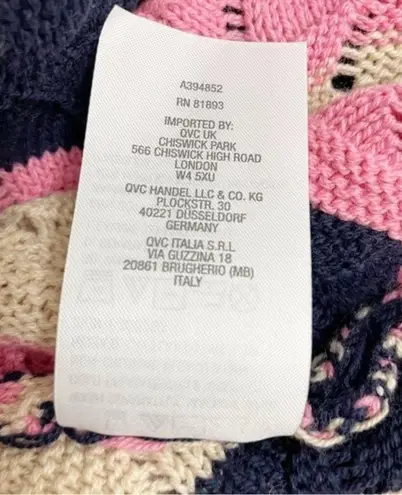 A394852
RN 81893
IMPORTED BY:
QVC UK
CHISWICK PARK
566 CHISWICK HIGH ROAD
LONDON
W4 5XU
QVC HANDEL LLC & CO. KG
PLOCKSTR. 30
40221 DÜSSELDORF
GERMANY
QVC ITALIA S.R.L
VIA GUZZINA 18
20861 BRUGHERIO (MB)
ITALY